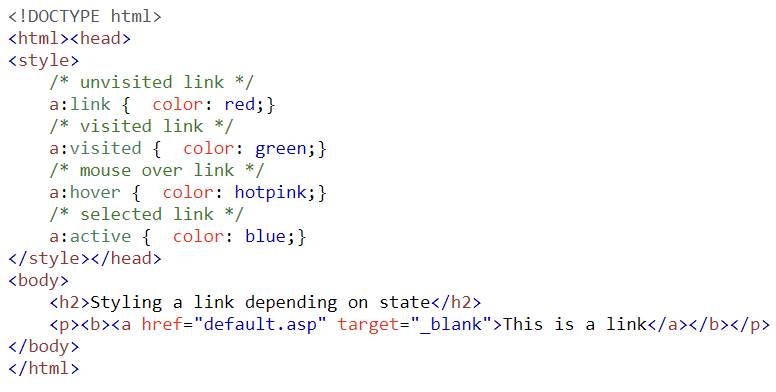 <!DOCTYPE html>
<html><head>
<style>
    /* unvisited link */
    a:link {  color: red;}
    /* visited link */
    a:visited {  color: green;}
    /* mouse over link */
    a:hover {  color: hotpink;}
    /* selected link */
    a:active {  color: blue;}
</style></head>
<body>
    <h2>Styling a link depending on state</h2>
    <p><b><a href="default.asp" target="_blank">This is a link</a></b></p>
</body>
</html>